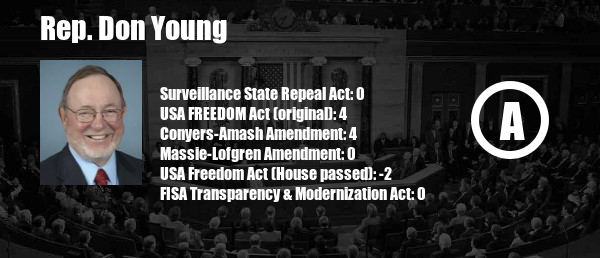 Rep. Don Young
Surveillance State Repeal Act: 0
USA FREEDOM Act (original): 4
Conyers-Amash Amendment: 4
Massie-Lofgren Amendment: 0
USA Freedom Act (House passed): -2
FISA Transparency & Modernization Act: 0
A